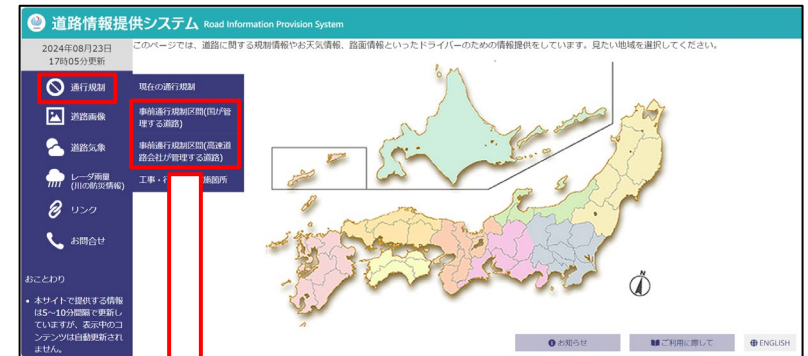 道路情報提供システム Road Information Provision System
2024年08月23日
17時05分更新
このページでは、道路に関する規制情報やお天気情報、路面情報といったドライバーのための情報提供をしています。見たい地域を選択してください。
通行規制
現在の通行規制
事前通行規制区間(国が管
理する道路)
道路画像
事前通行規制区間(高速道
路会社が管理する道路)
道路気象
工事・
施箇所
レーダ雨量
(川の防災情報)
リンク
お問合せ
おことわり
• 本サイトで提供する情報
は5～10分間隔で更新し
ていますが、表示中のコ
ンテンツは自動更新され
ません。
N
お知らせ
ご利用に際して
ENGLISH